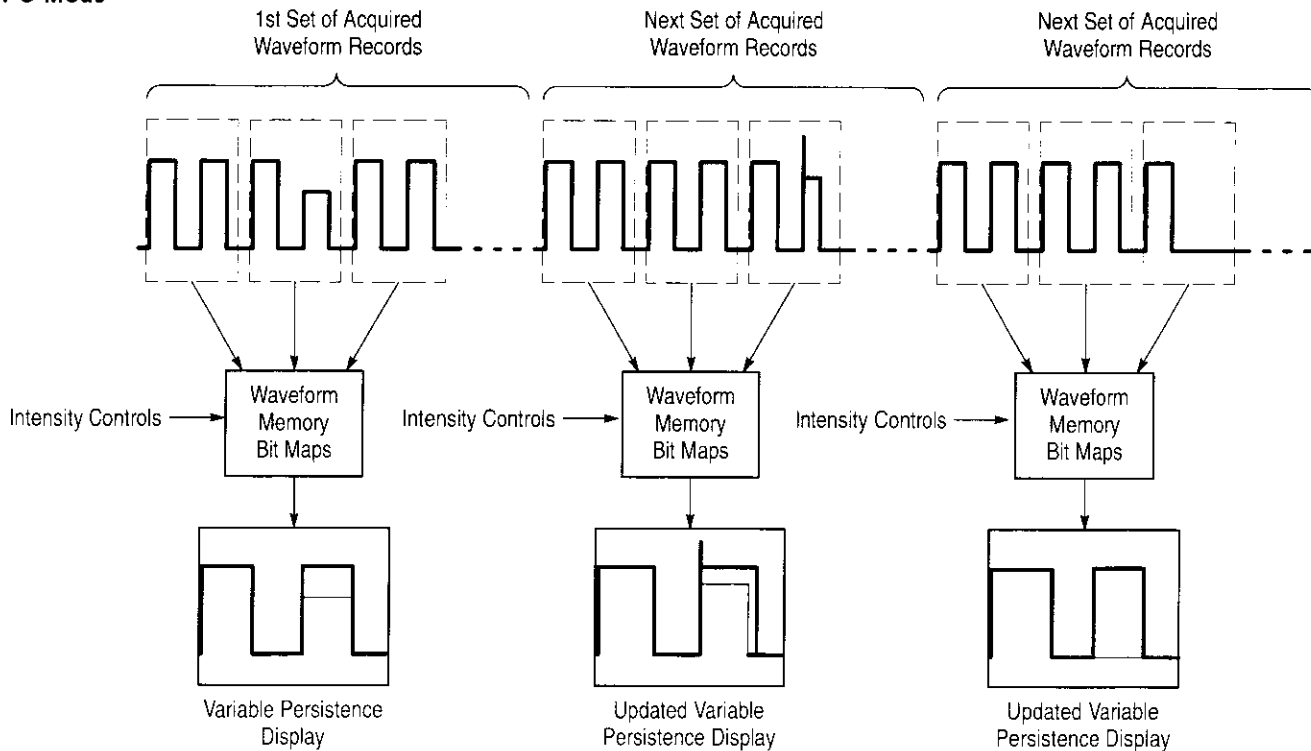 1st Set of Acquired
Waveform Records
Next Set of Acquired
Waveform Records
Next Set of Acquired
Waveform Records
Intensity Controls
Waveform
Memory
Bit Maps
Intensity Controls
Waveform
Memory
Bit Maps
Intensity Controls
Waveform
Memory
Bit Maps
Variable Persistence
Display
Updated Variable
Persistence Display
Updated Variable
Persistence Display